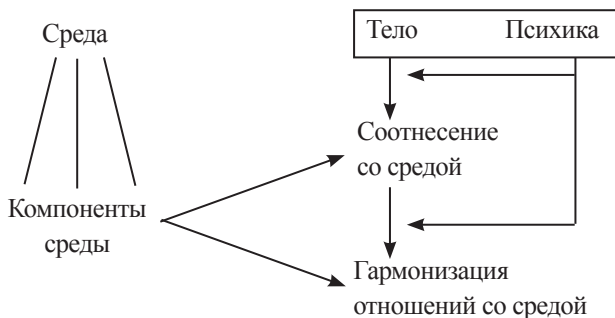 Среда
Тело Психика
Соотнесение
со средой
Компоненты
среды
Гармонизация
отношений со средой